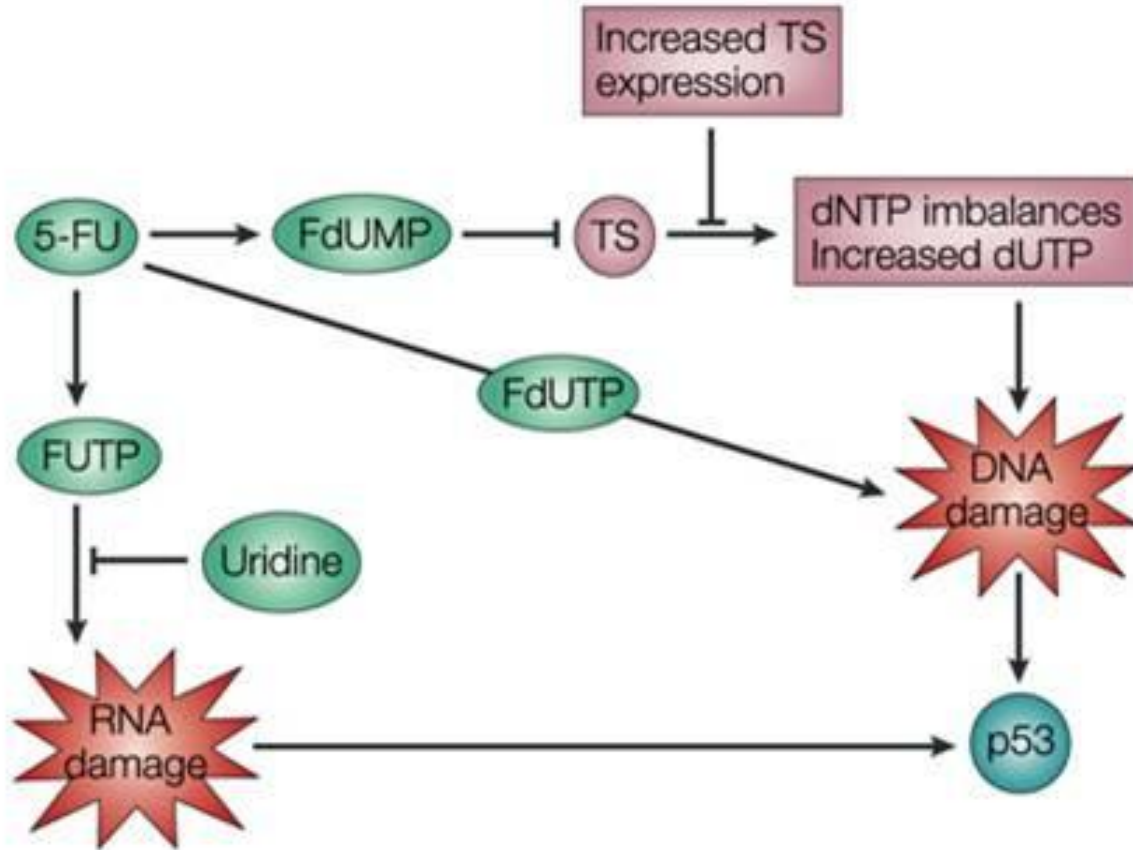 Increased TS
expression
5-FU
FdUMP
TS
dNTP imbalances
Increased dUTP
FdUTP
FUTP
DNA
damage
Uridine
RNA
damage
p53